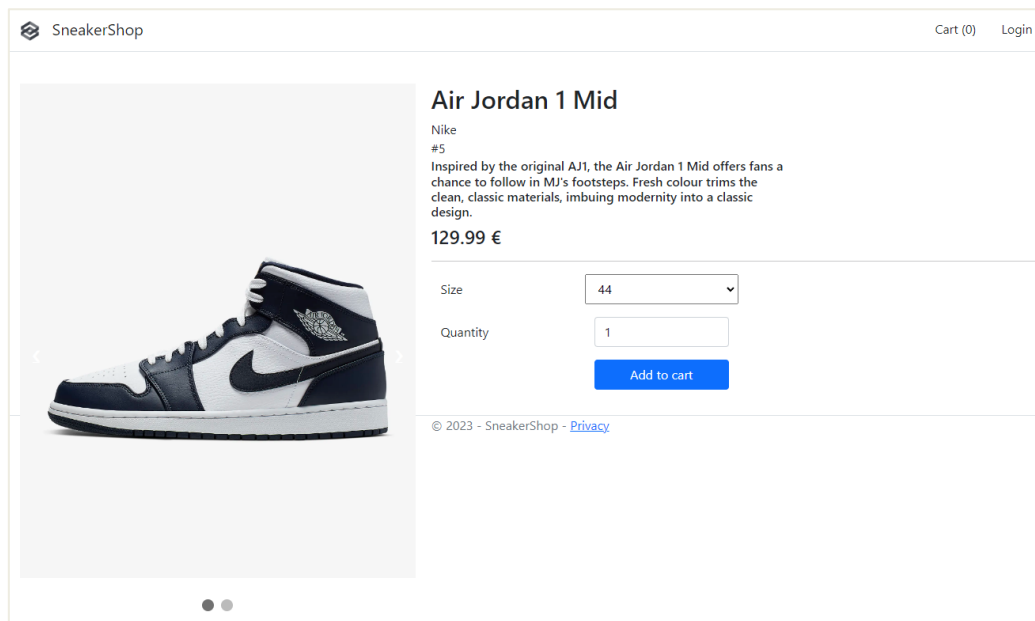 SneakerShop
Cart (0) Login
Air Jordan 1 Mid
Nike
#5
Inspired by the original AJ1, the Air Jordan 1 Mid offers fans a
chance to follow in MJ's footsteps. Fresh colour trims the
clean, classic materials, imbuing modernity into a classic
design.
129.99 €
Size 44
Quantity 1
Add to cart
© 2023 - SneakerShop - Privacy